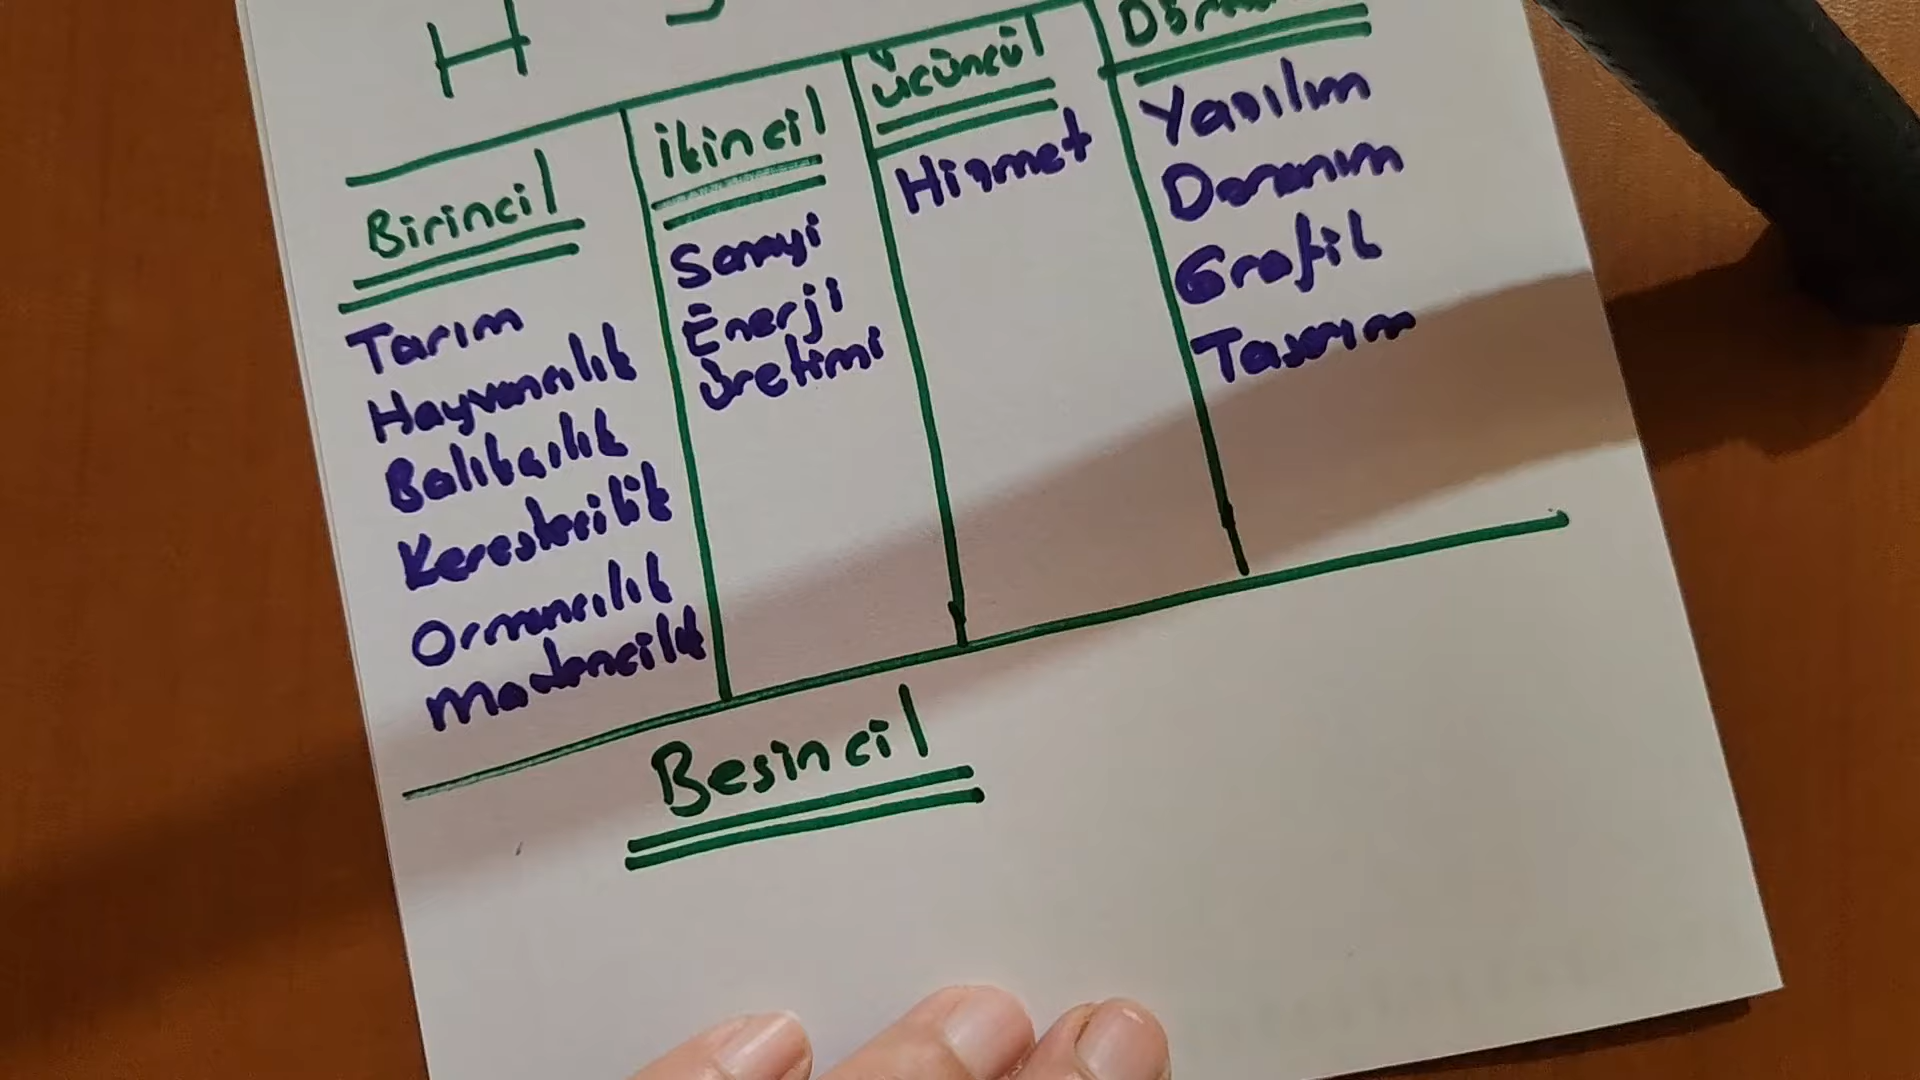 H
Birincil
Tarım
Hayvancılık
Balıkçılık
Kerestecilik
Ormancılık
Madencilik
İkincil
Sanayi
Enerji
Üretimi
Üçüncül
Hizmet
Yazılım
Donanım
Grafik
Tasarım
Beşincil